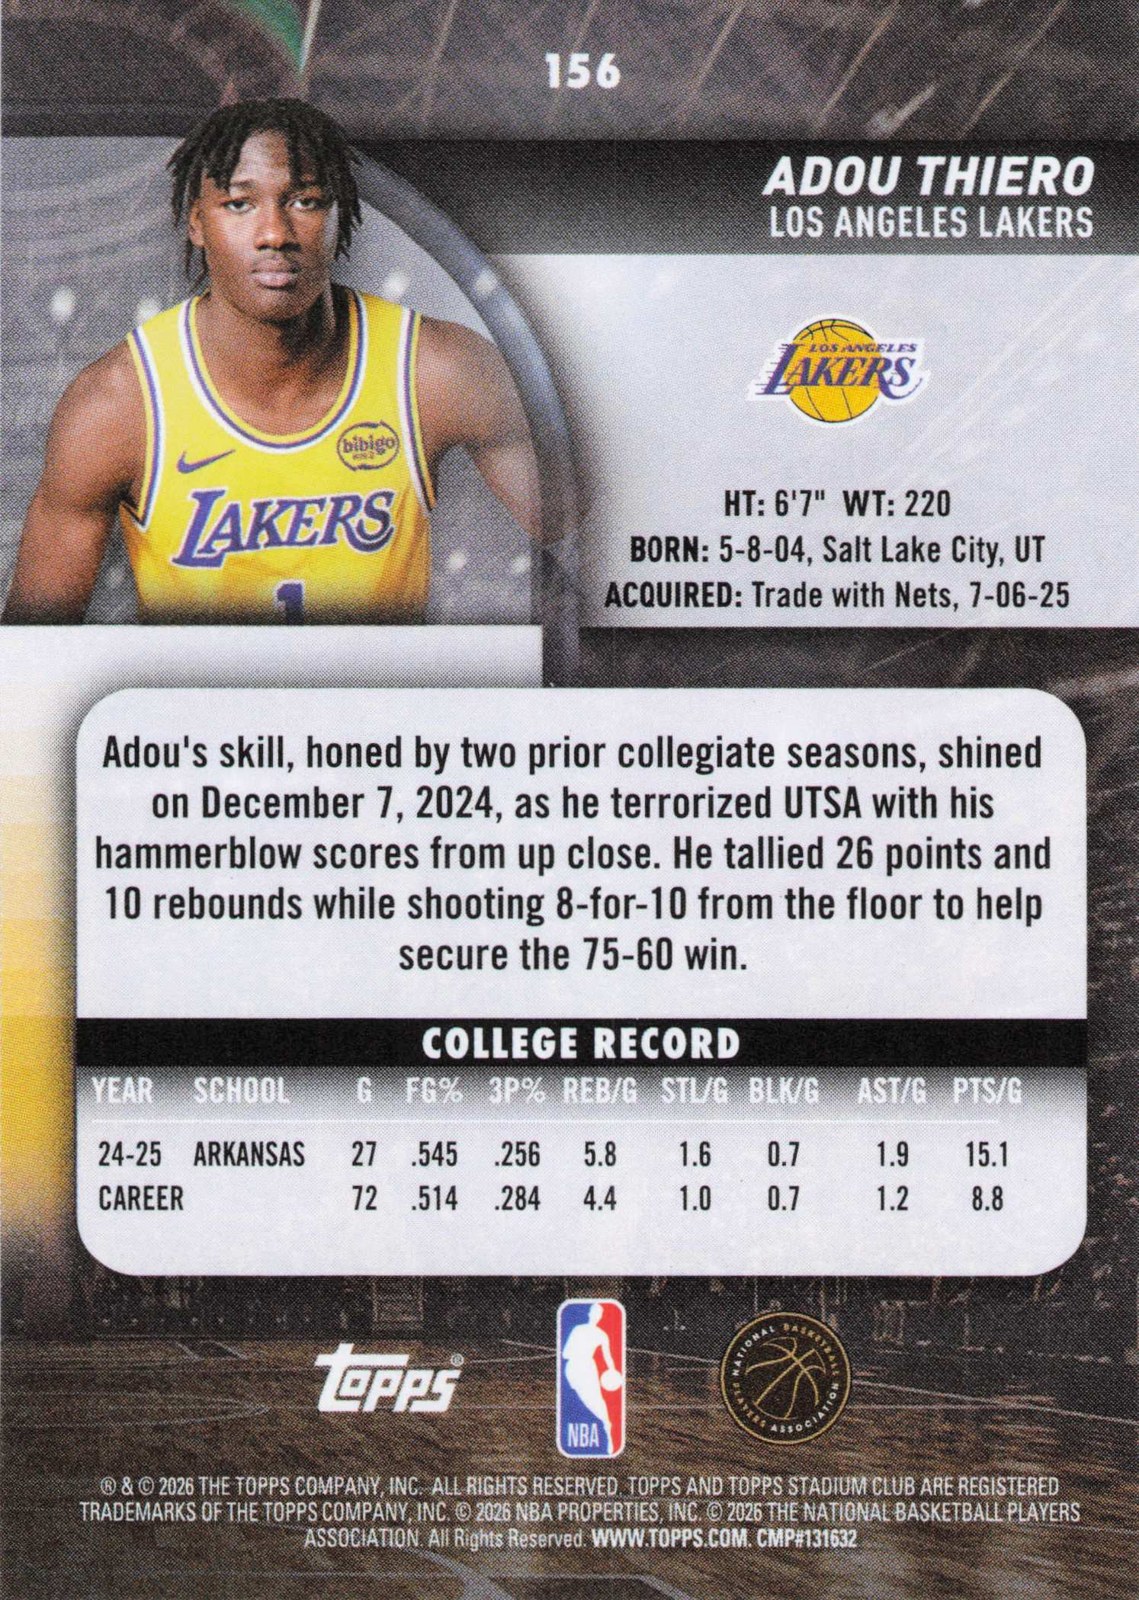 156
ADOU THIERO
LOS ANGELES LAKERS
LOS ANGELES
LAKERS
bibigo
LAKERS
1
HT: 6'7" WT: 220
BORN: 5-8-04, Salt Lake City, UT
ACQUIRED: Trade with Nets, 7-06-25
Adou's skill, honed by two prior collegiate seasons, shined
on December 7, 2024, as he terrorized UTSA with his
hammerblow scores from up close. He tallied 26 points and
10 rebounds while shooting 8-for-10 from the floor to help
secure the 75-60 win.
COLLEGE RECORD
YEAR SCHOOL G FG% 3P% REB/G STL/G BLK/G AST/G PTS/G
24-25 ARKANSAS 27 .545 .256 5.8 1.6 0.7 1.9 15.1
CAREER 72 .514 .284 4.4 1.0 0.7 1.2 8.8
topps®
NBA
NATIONAL BASKETBALL PLAYERS ASSOCIATION
® & © 2026 THE TOPPS COMPANY, INC. ALL RIGHTS RESERVED. TOPPS AND TOPPS STADIUM CLUB ARE REGISTERED
TRADEMARKS OF THE TOPPS COMPANY, INC. © 2026 NBA PROPERTIES, INC. © 2026 THE NATIONAL BASKETBALL PLAYERS
ASSOCIATION. All Rights Reserved. WWW.TOPPS.COM. CMP#131632